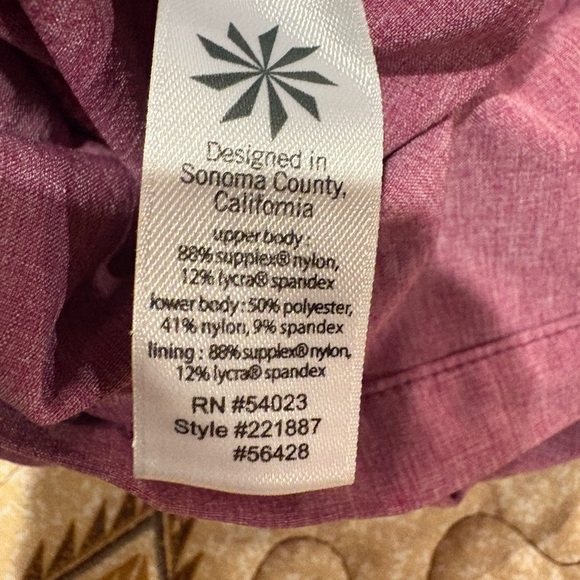 Designed in
Sonoma County,
California
upper body :
88% supplex® nylon,
12% lycra® spandex
lower body : 50% polyester,
41% nylon, 9% spandex
lining : 88% supplex® nylon,
12% lycra® spandex
RN #54023
Style #221887
#56428